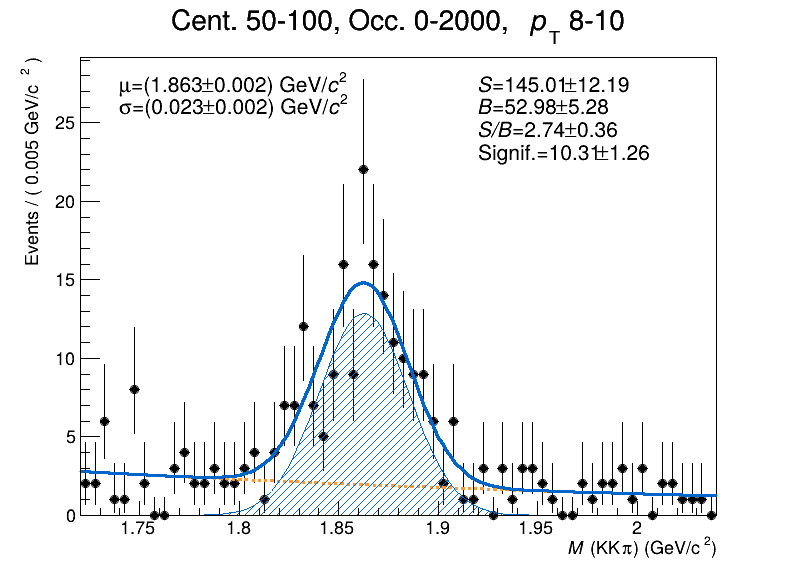 Cent. 50-100, Occ. 0-2000, pT 8-10
μ=(1.863±0.002) GeV/c²
σ=(0.023±0.002) GeV/c²
S=145.01±12.19
B=52.98±5.28
S/B=2.74±0.36
Signif.=10.31±1.26
Events / ( 0.005 GeV/c² )
25
20
15
10
5
0
1.75 1.8 1.85 1.9 1.95 2
M (KKπ) (GeV/c²)